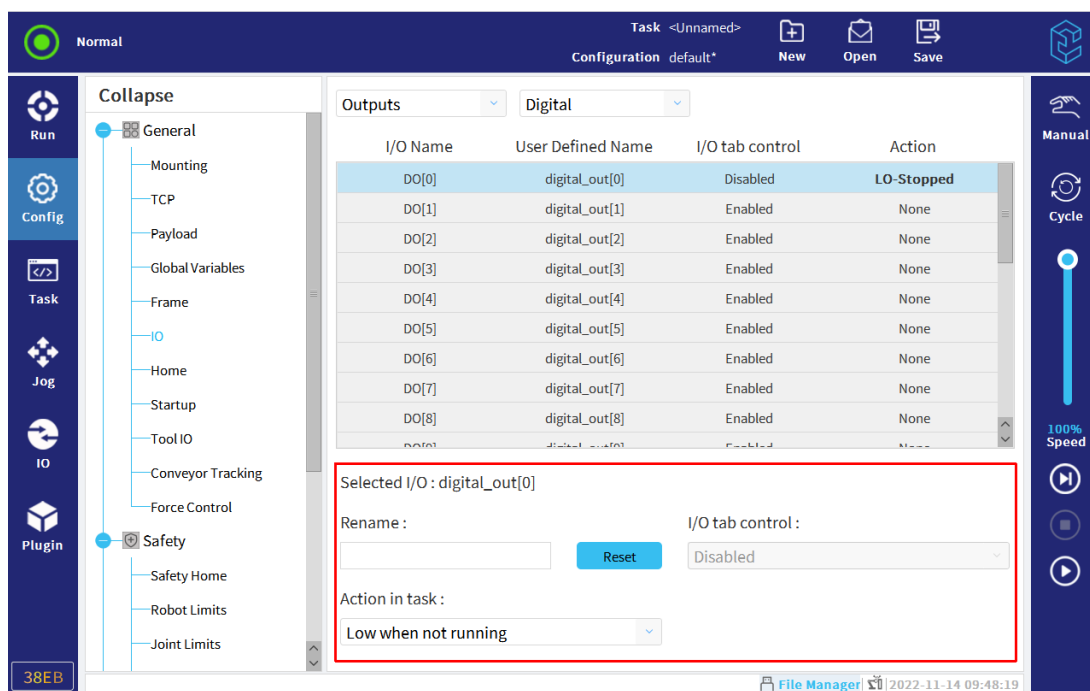 Normal
Task <Unnamed>
Configuration default*
New
Open
Save
Run
Config
Task
Jog
IO
Plugin
38EB
Collapse
General
Mounting
TCP
Payload
Global Variables
Frame
IO
Home
Startup
Tool IO
Conveyor Tracking
Force Control
Safety
Safety Home
Robot Limits
Joint Limits
Outputs Digital
I/O Name User Defined Name I/O tab control Action
DO[0] digital_out[0] Disabled LO-Stopped
DO[1] digital_out[1] Enabled None
DO[2] digital_out[2] Enabled None
DO[3] digital_out[3] Enabled None
DO[4] digital_out[4] Enabled None
DO[5] digital_out[5] Enabled None
DO[6] digital_out[6] Enabled None
DO[7] digital_out[7] Enabled None
DO[8] digital_out[8] Enabled None
DO[9] digital_out[9] Enabled None
Selected I/O : digital_out[0]
Rename : I/O tab control :
Reset Disabled
Action in task :
Low when not running
Manual
Cycle
100%
Speed
File Manager 2022-11-14 09:48:19